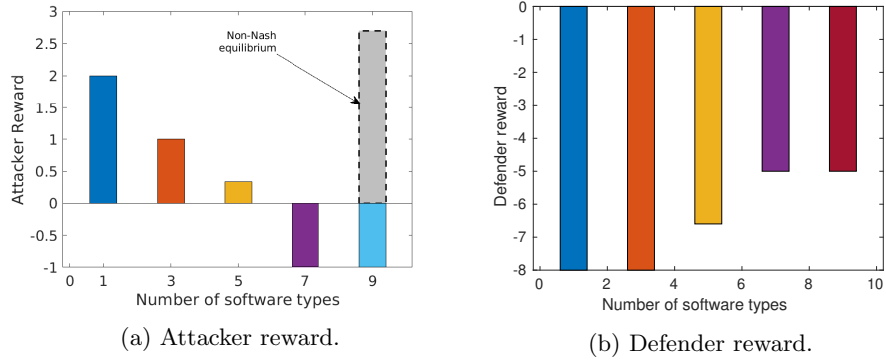 3
2.5
2
1.5
1
0.5
0
-0.5
-1
Attacker Reward
Non-Nash
equilibrium
0 1 3 5 7 9
Number of software types
(a) Attacker reward.
0
-1
-2
-3
-4
-5
-6
-7
-8
Defender reward
0 2 4 6 8 10
Number of software types
(b) Defender reward.